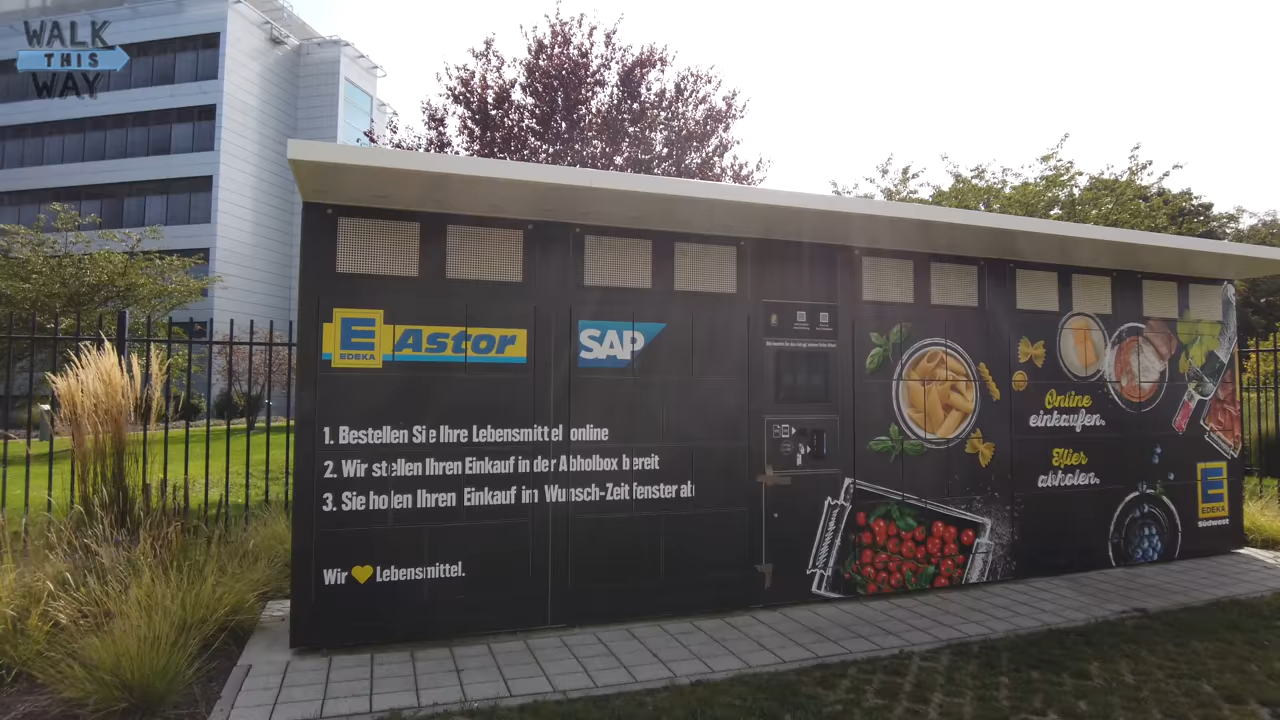 WALK
THIS
WAY
E
EDEKA
Astor
SAP
1. Bestellen Sie Ihre Lebensmittel online
2. Wir stellen Ihren Einkauf in der Abholbox bereit
3. Sie holen Ihren Einkauf im Wunsch-Zeitfenster ab
Wir Lebensmittel.
Online
einkaufen.
Hier
abholen.
E
EDEKA
Südwest